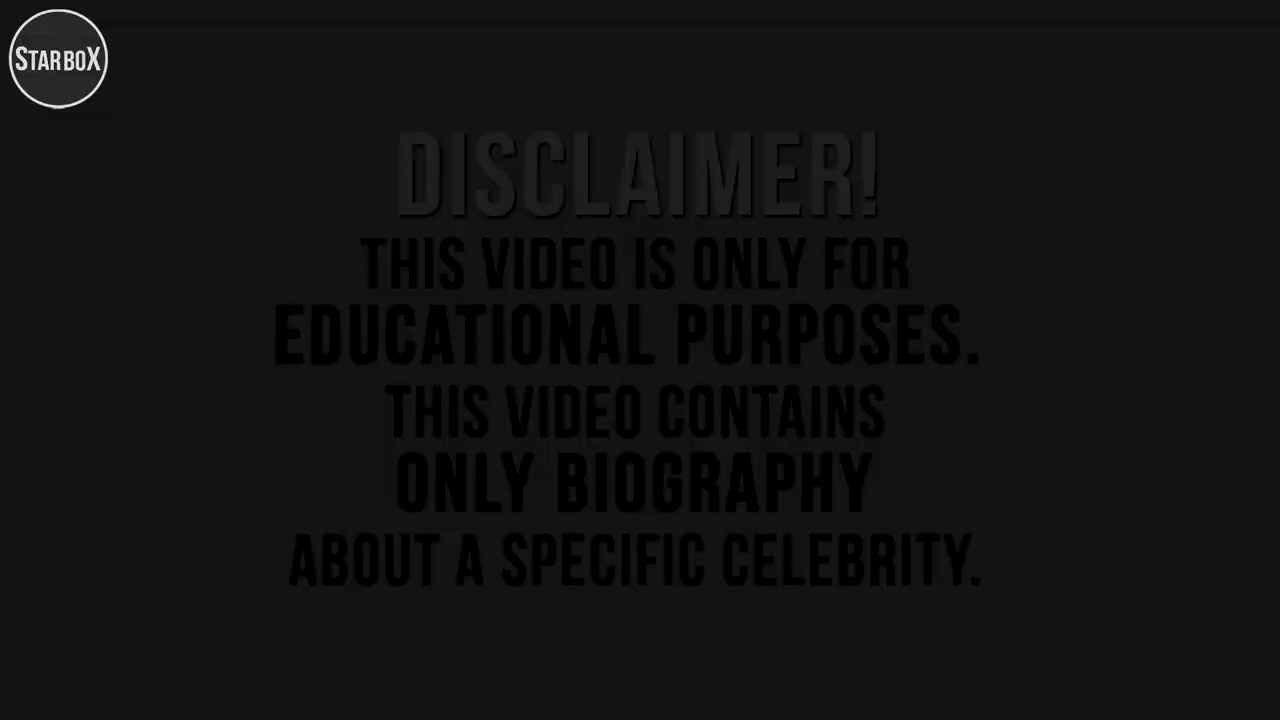 STARBOX
DISCLAIMER!
THIS VIDEO IS ONLY FOR
EDUCATIONAL PURPOSES.
THIS VIDEO CONTAINS
ONLY BIOGRAPHY
ABOUT A SPECIFIC CELEBRITY.